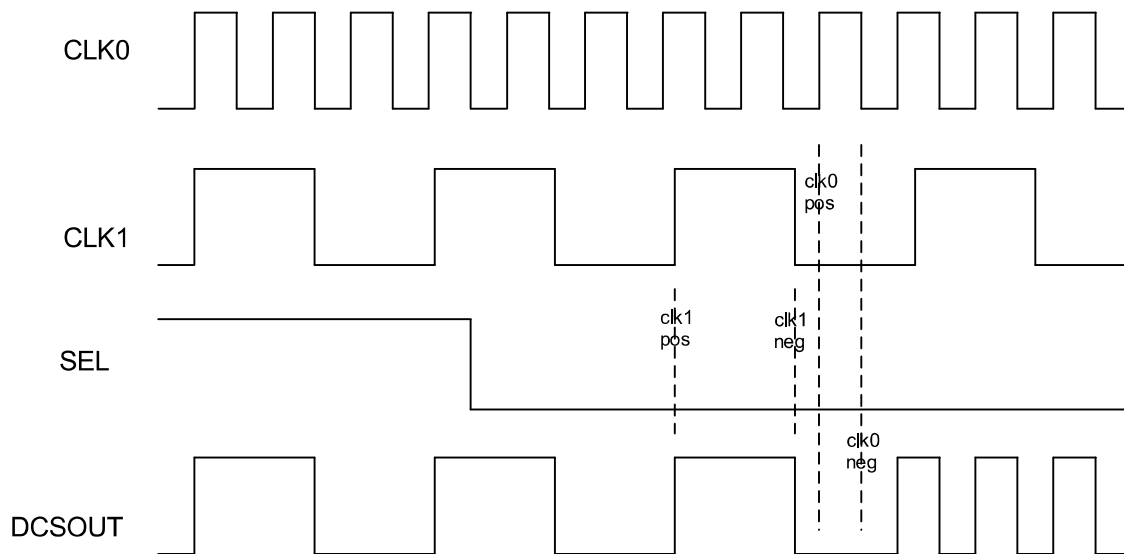 CLK0
clk0
pos
CLK1
clk1
pos
clk1
neg
SEL
clk0
neg
DCSOUT